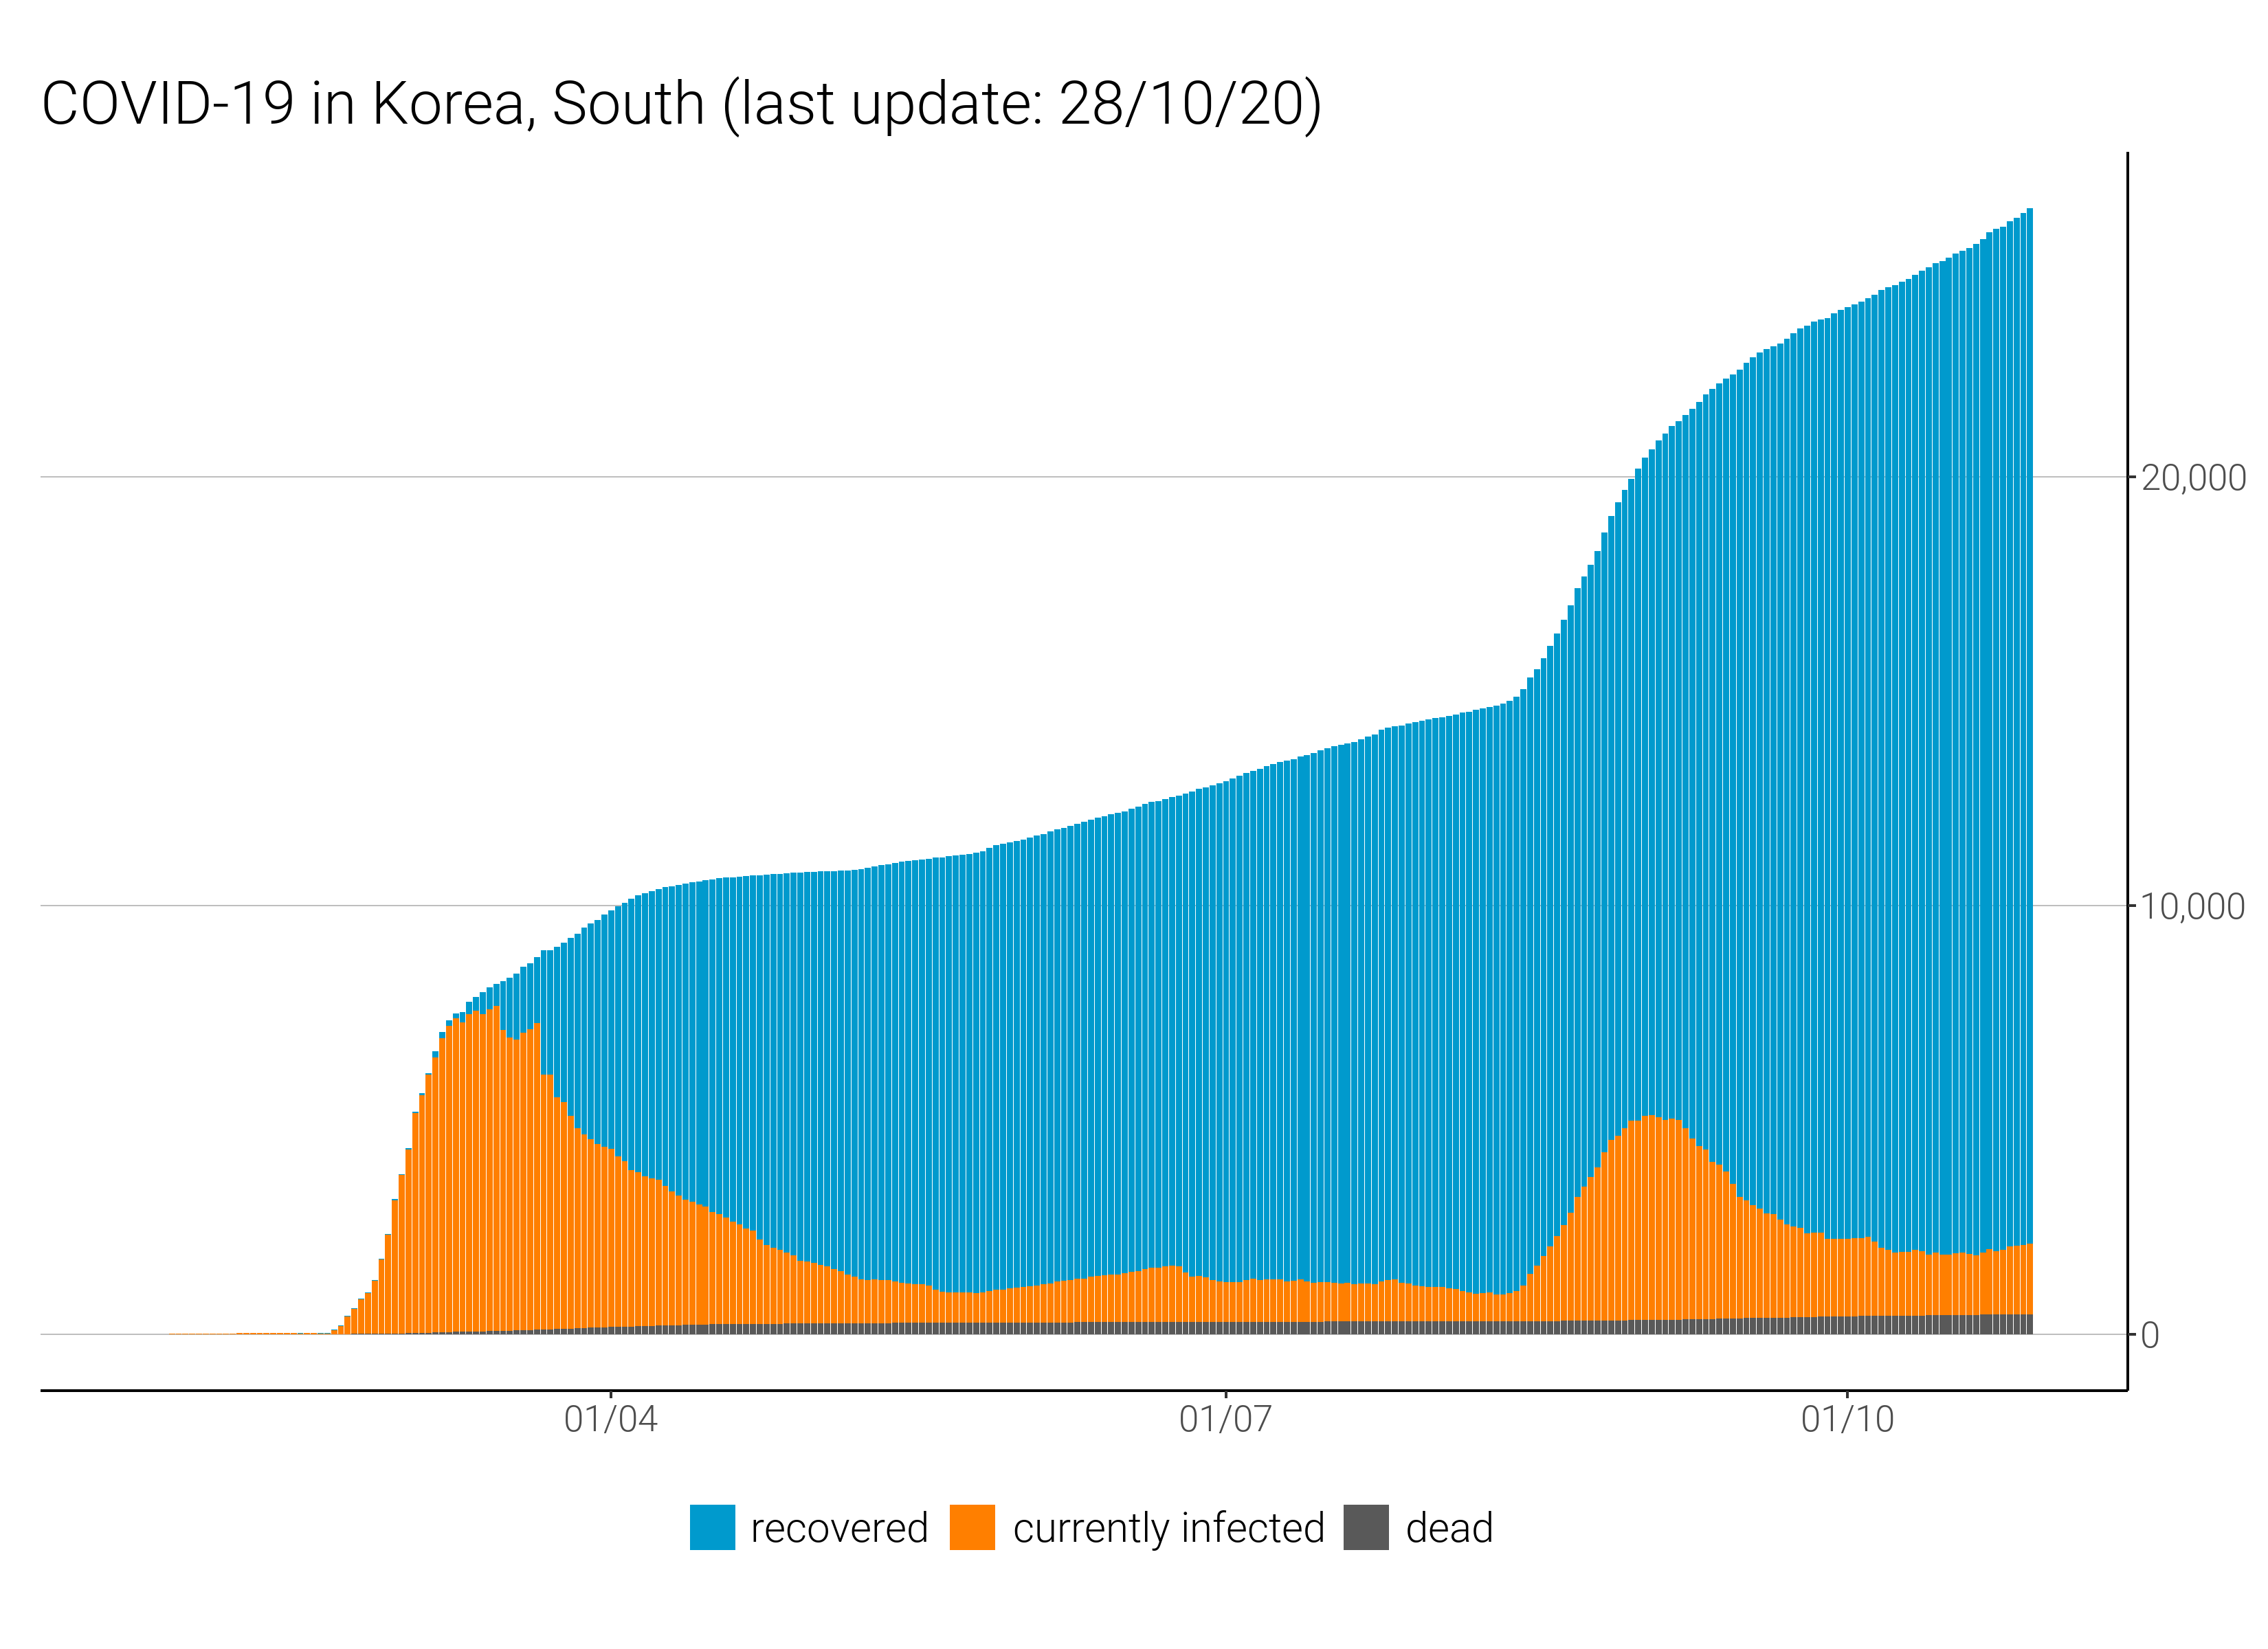 COVID-19 in Korea, South (last update: 28/10/20)
20,000
10,000
0
01/04 01/07 01/10
recovered currently infected dead